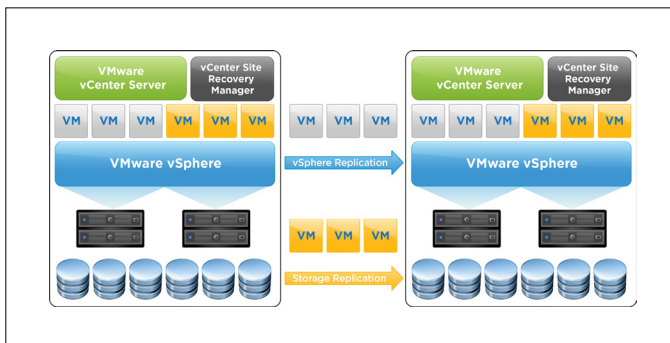 VMware
vCenter Server
vCenter Site
Recovery
Manager
VM VM VM VM VM VM
VMware vSphere
VM VM VM
vSphere Replication
VM VM VM
Storage Replication
VMware
vCenter Server
vCenter Site
Recovery
Manager
VM VM VM VM VM VM
VMware vSphere